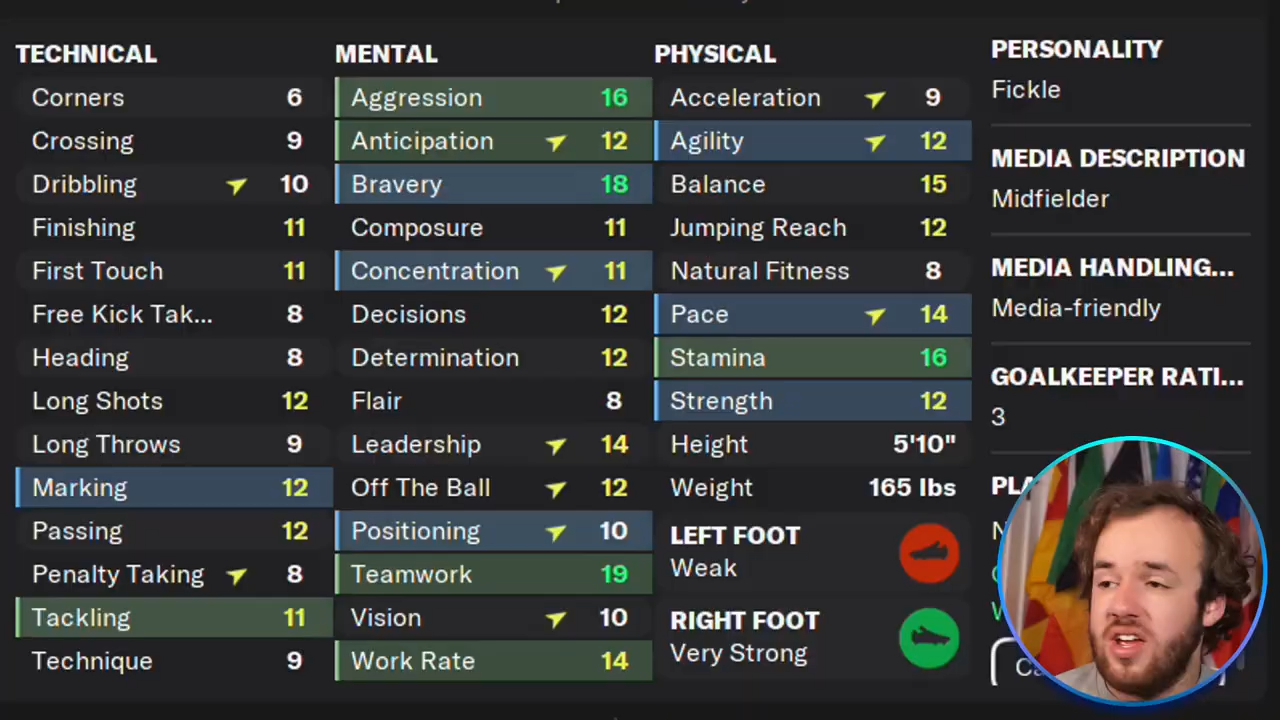 TECHNICAL
Corners 6
Crossing 9
Dribbling 10
Finishing 11
First Touch 11
Free Kick Tak... 8
Heading 8
Long Shots 12
Long Throws 9
Marking 12
Passing 12
Penalty Taking 8
Tackling 11
Technique 9
MENTAL
Aggression 16
Anticipation 12
Bravery 18
Composure 11
Concentration 11
Decisions 12
Determination 12
Flair 8
Leadership 14
Off The Ball 12
Positioning 10
Teamwork 19
Vision 10
Work Rate 14
PHYSICAL
Acceleration 9
Agility 12
Balance 15
Jumping Reach 12
Natural Fitness 8
Pace 14
Stamina 16
Strength 12
Height 5'10"
Weight 165 lbs
LEFT FOOT
Weak
RIGHT FOOT
Very Strong
PERSONALITY
Fickle
MEDIA DESCRIPTION
Midfielder
MEDIA HANDLING...
Media-friendly
GOALKEEPER RATI...
3